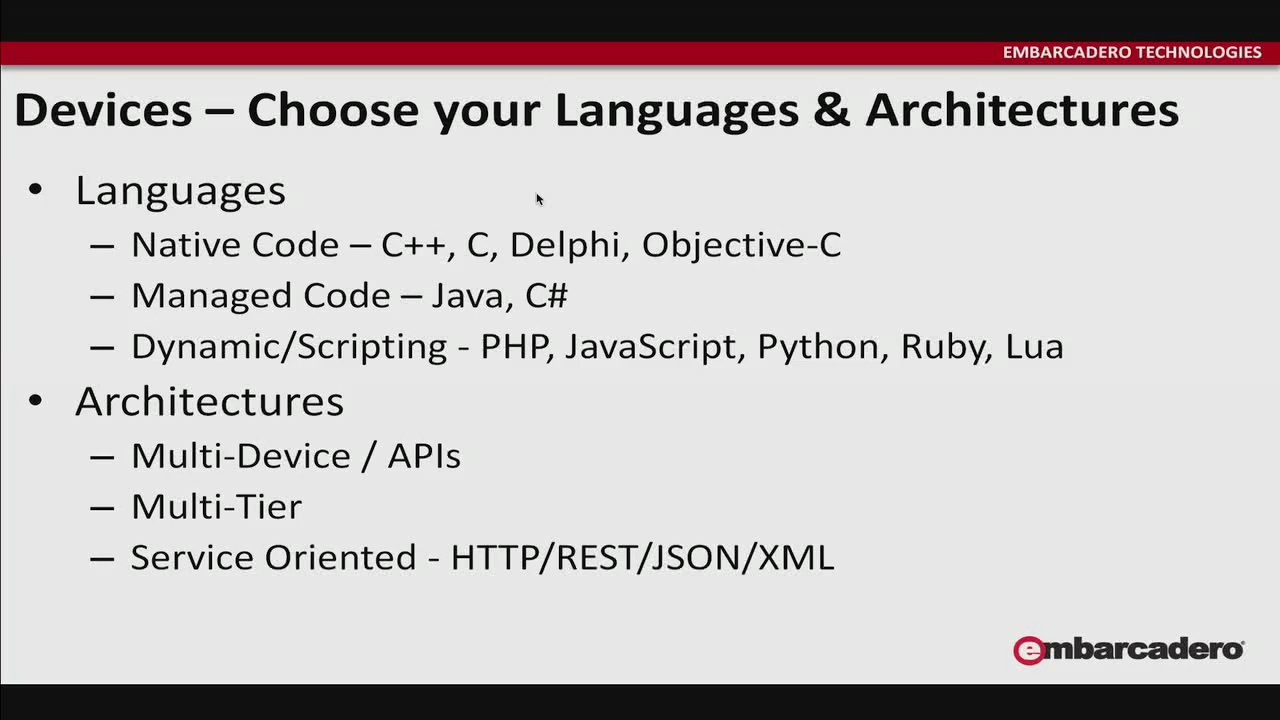 EMBARCADERO TECHNOLOGIES
Devices – Choose your Languages & Architectures
• Languages
– Native Code – C++, C, Delphi, Objective-C
– Managed Code – Java, C#
– Dynamic/Scripting - PHP, JavaScript, Python, Ruby, Lua
• Architectures
– Multi-Device / APIs
– Multi-Tier
– Service Oriented - HTTP/REST/JSON/XML
embarcadero